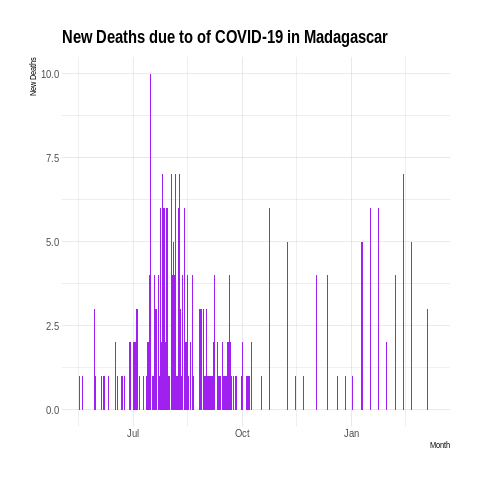 New Deaths due to of COVID-19 in Madagascar
New Deaths
10.0
7.5
5.0
2.5
0.0
Jul Oct Jan
Month